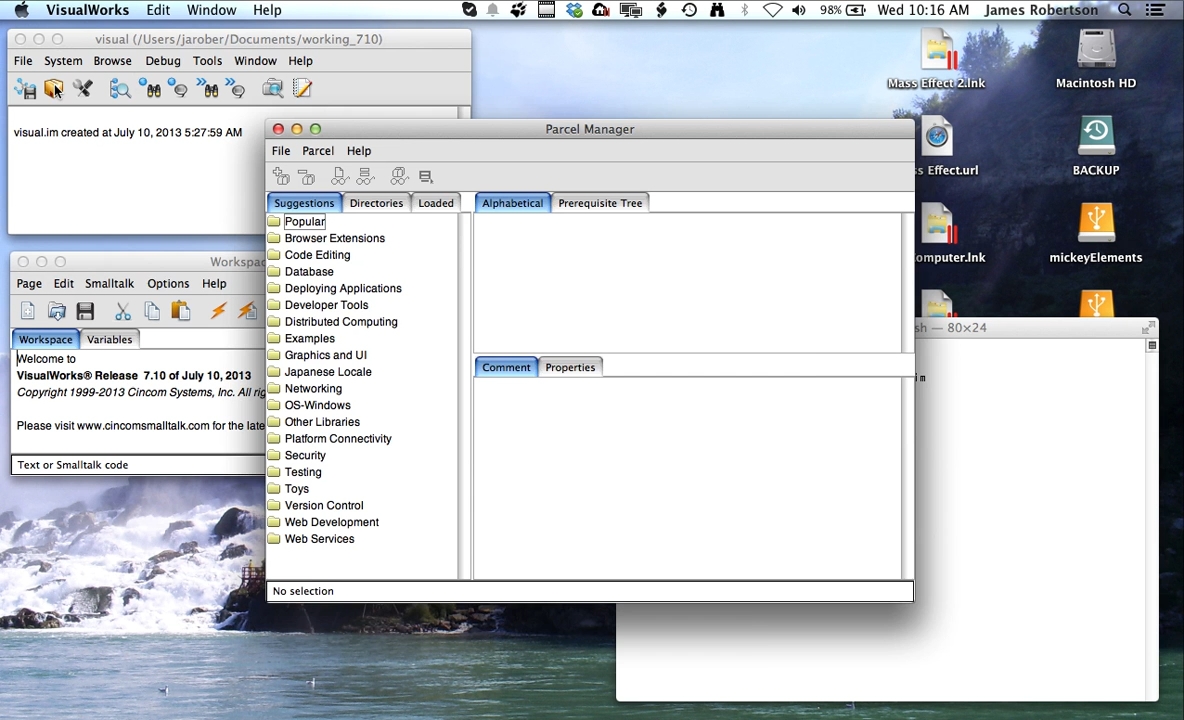 VisualWorks Edit Window Help 98% Wed 10:16 AM James Robertson
visual (/Users/jarober/Documents/working_710)
File System Browse Debug Tools Window Help
visual.im created at July 10, 2013 5:27:59 AM
Parcel Manager
File Parcel Help
Suggestions Directories Loaded
Popular
Browser Extensions
Code Editing
Database
Deploying Applications
Developer Tools
Distributed Computing
Examples
Graphics and UI
Japanese Locale
Networking
OS-Windows
Other Libraries
Platform Connectivity
Security
Testing
Toys
Version Control
Web Development
Web Services
Alphabetical Prerequisite Tree
Comment Properties
No selection
Page Edit Smalltalk Options Help
Workspace Variables
Welcome to
VisualWorks® Release 7.10 of July 10, 2013
Copyright 1999-2013 Cincom Systems, Inc. All
Please visit www.cincomsmalltalk.com for the
Text or Smalltalk code
Mass Effect 2.lnk
Macintosh HD
Effect.url
BACKUP
mickeyElements
— 80×24